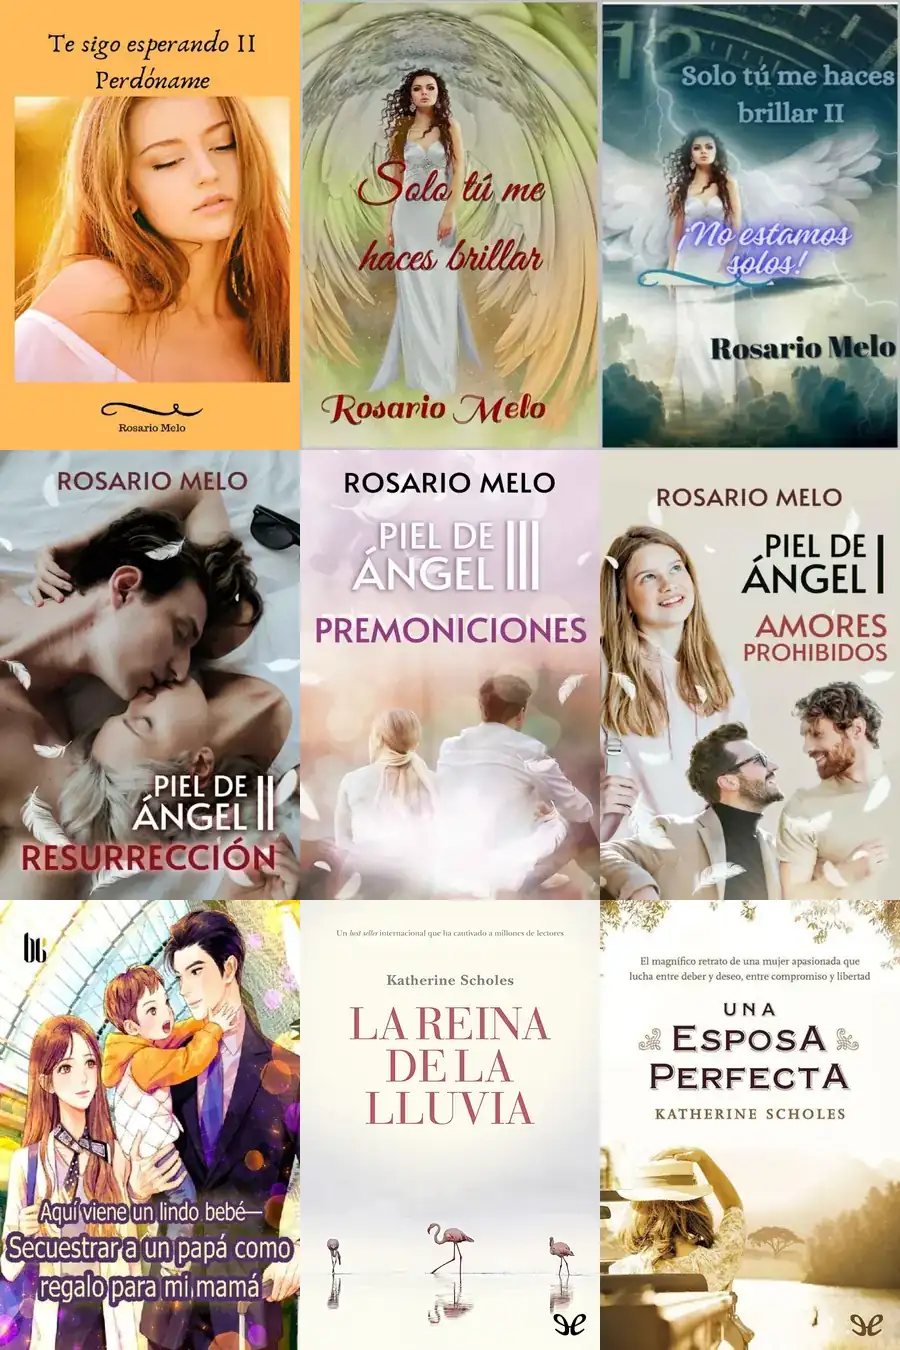 Te sigo esperando II
Perdóname
Rosario Melo
Solo tú me
haces brillar
Rosario Melo
12
Solo tú me haces
brillar II
¡No estamos
solos!
Rosario Melo
ROSARIO MELO
PIEL DE
ÁNGEL II
RESURRECCIÓN
ROSARIO MELO
PIEL DE
ÁNGEL III
PREMONICIONES
ROSARIO MELO
PIEL DE
ÁNGEL I
AMORES
PROHIBIDOS
Aquí viene un lindo bebé—
Secuestrar a un papá como
regalo para mi mamá
Un best seller internacional que ha cautivado a millones de lectores
Katherine Scholes
LA REINA
DE LA
LLUVIA
El magnífico retrato de una mujer apasionada que
lucha entre deber y deseo, entre compromiso y libertad
UNA
ESPOSA
PERFECTA
KATHERINE SCHOLES